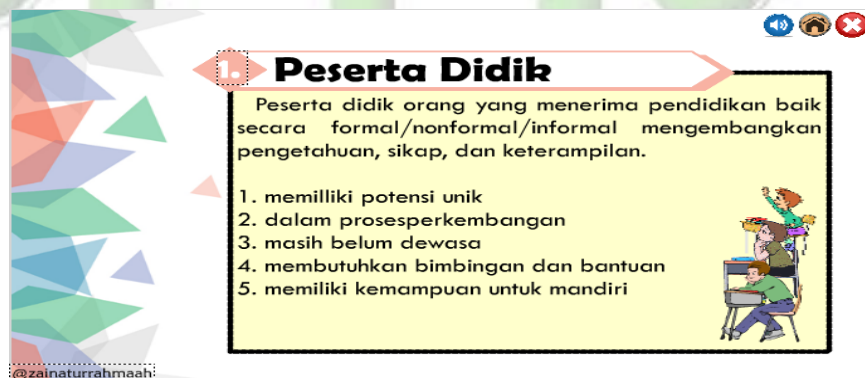 1.
Peserta Didik
Peserta didik orang yang menerima pendidikan baik
secara formal/nonformal/informal mengembangkan
pengetahuan, sikap, dan keterampilan.
1. memilliki potensi unik
2. dalam prosesperkembangan
3. masih belum dewasa
4. membutuhkan bimbingan dan bantuan
5. memiliki kemampuan untuk mandiri
@zainaturrahmaah